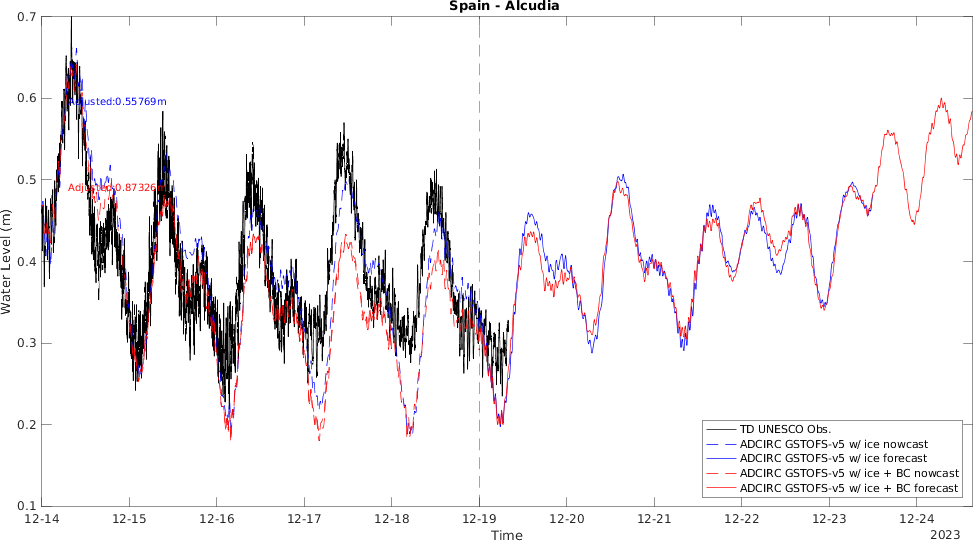 Spain - Alcudia
0.7
0.6
0.5
0.4
0.3
0.2
0.1
Water Level (m)
Adjusted:0.55769m
Adjusted:0.87326m
TD UNESCO Obs.
ADCIRC GSTOFS-v5 w/ ice nowcast
ADCIRC GSTOFS-v5 w/ ice forecast
ADCIRC GSTOFS-v5 w/ ice + BC nowcast
ADCIRC GSTOFS-v5 w/ ice + BC forecast
12-14 12-15 12-16 12-17 12-18 12-19 12-20 12-21 12-22 12-23 12-24
Time
2023